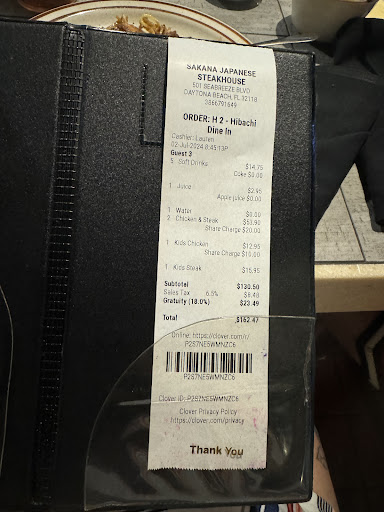 SAKANA JAPANESE
STEAKHOUSE
501 SEABREEZE BLVD
DAYTONA BEACH, FL 32118
3866791649
ORDER: H 2 - Hibachi
Dine In
Cashier: Lauren
02-Jul-2024 8:45:13P
Guest 3
5 Soft Drinks $14.75
Coke $0.00
1 Juice $2.95
Apple juice $0.00
1 Water $0.00
2 Chicken & Steak $53.90
Share Charge $20.00
1 Kids Chicken $12.95
Share Charge $10.00
1 Kids Steak $15.95
Subtotal $130.50
Sales Tax 6.5% $8.48
Gratuity (18.0%) $23.49
Total $162.47
Online: https://clover.com/r/
P2S7NE5WMNZC6
P2S7NE5WMNZC6
Clover ID: P2S7NE5WMNZC6
Clover Privacy Policy
https://clover.com/privacy
Thank You